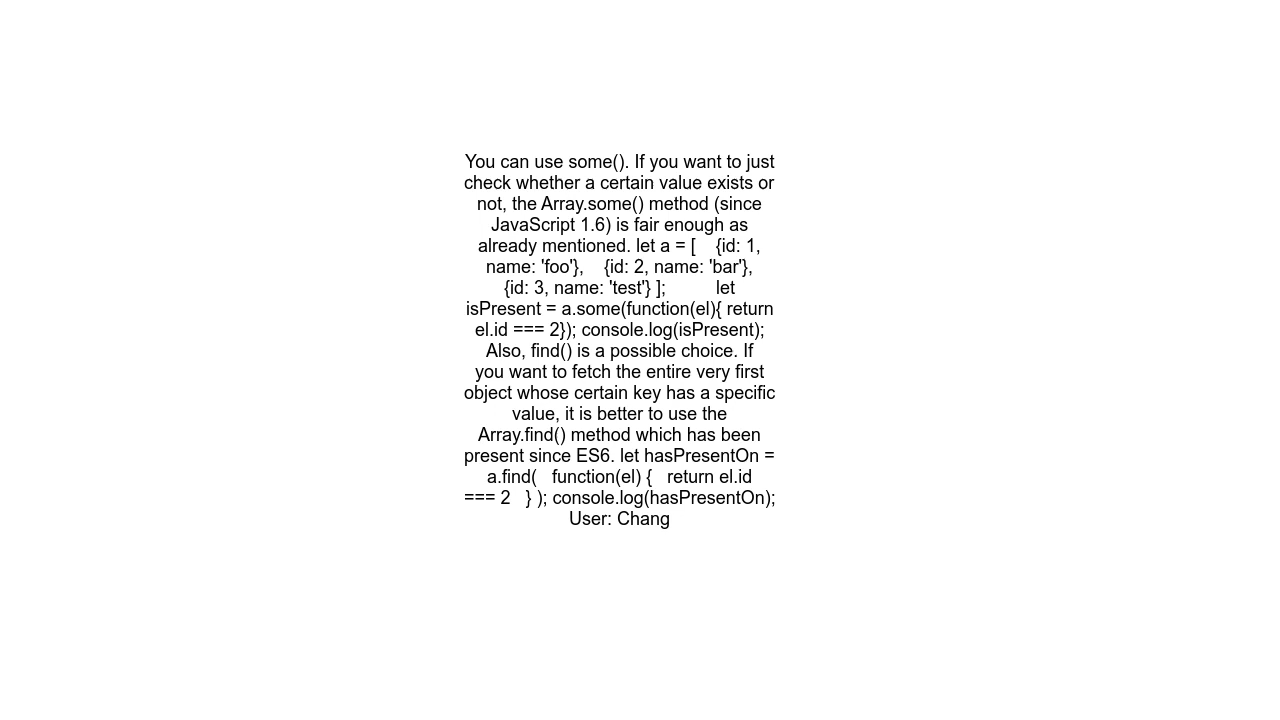 You can use some(). If you want to just
check whether a certain value exists or
not, the Array.some() method (since
JavaScript 1.6) is fair enough as
already mentioned. let a = [    {id: 1,
name: 'foo'},    {id: 2, name: 'bar'},
{id: 3, name: 'test'} ];          let
isPresent = a.some(function(el){ return
el.id === 2}); console.log(isPresent);
Also, find() is a possible choice. If
you want to fetch the entire very first
object whose certain key has a specific
value, it is better to use the
Array.find() method which has been
present since ES6. let hasPresentOn =
a.find(   function(el) {   return el.id
=== 2   } ); console.log(hasPresentOn);
User: Chang